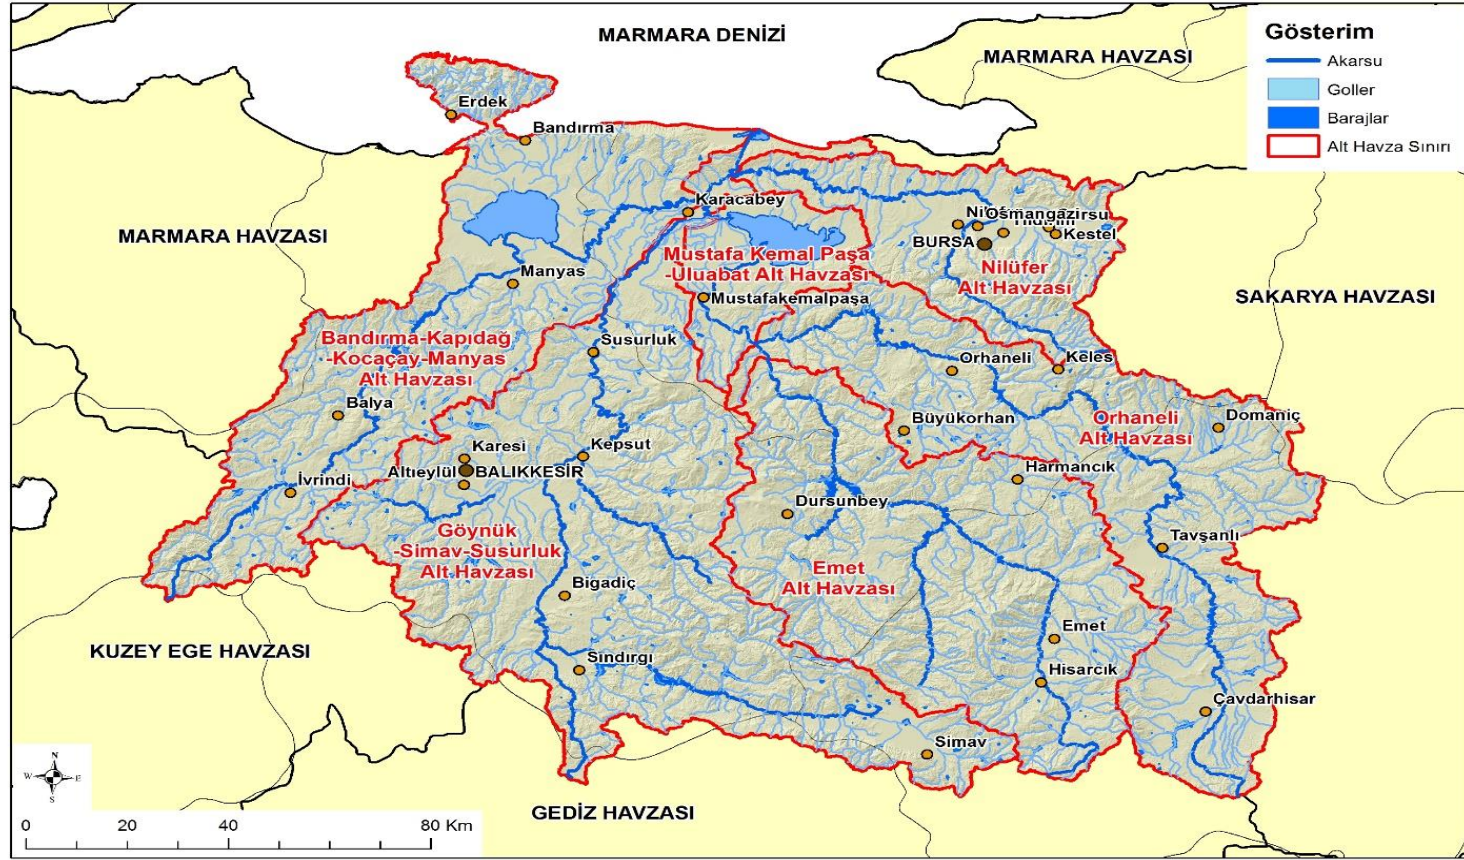 MARMARA DENİZİ
MARMARA HAVZASI
Gösterim
Akarsu
Goller
Barajlar
Alt Havza Sınırı
Erdek
Bandırma
Karacabey
Osmangazi
Kestel
BURSA
MARMARA HAVZASI
Mustafa Kemal Paşa
-Uluabat Alt Havzası
Nilüfer
Alt Havzası
Manyas
Mustafakemalpaşa
SAKARYA HAVZASI
Bandırma-Kapıdağ
-Kocaçay-Manyas
Alt Havzası
Susurluk
Orhaneli
Keles
Balya
Büyükorhan
Orhaneli
Alt Havzası
Domaniç
Karesi
Kepsut
Altıeylül
BALIKKESİR
Harmancık
İvrindi
Dursunbey
Göynük
-Simav-Susurluk
Alt Havzası
Tavşanlı
Emet
Alt Havzası
Bigadiç
Emet
KUZEY EGE HAVZASI
Sındırgı
Hisarcık
Çavdarhisar
Simav
GEDİZ HAVZASI
N
W
E
S
0 20 40 80 Km